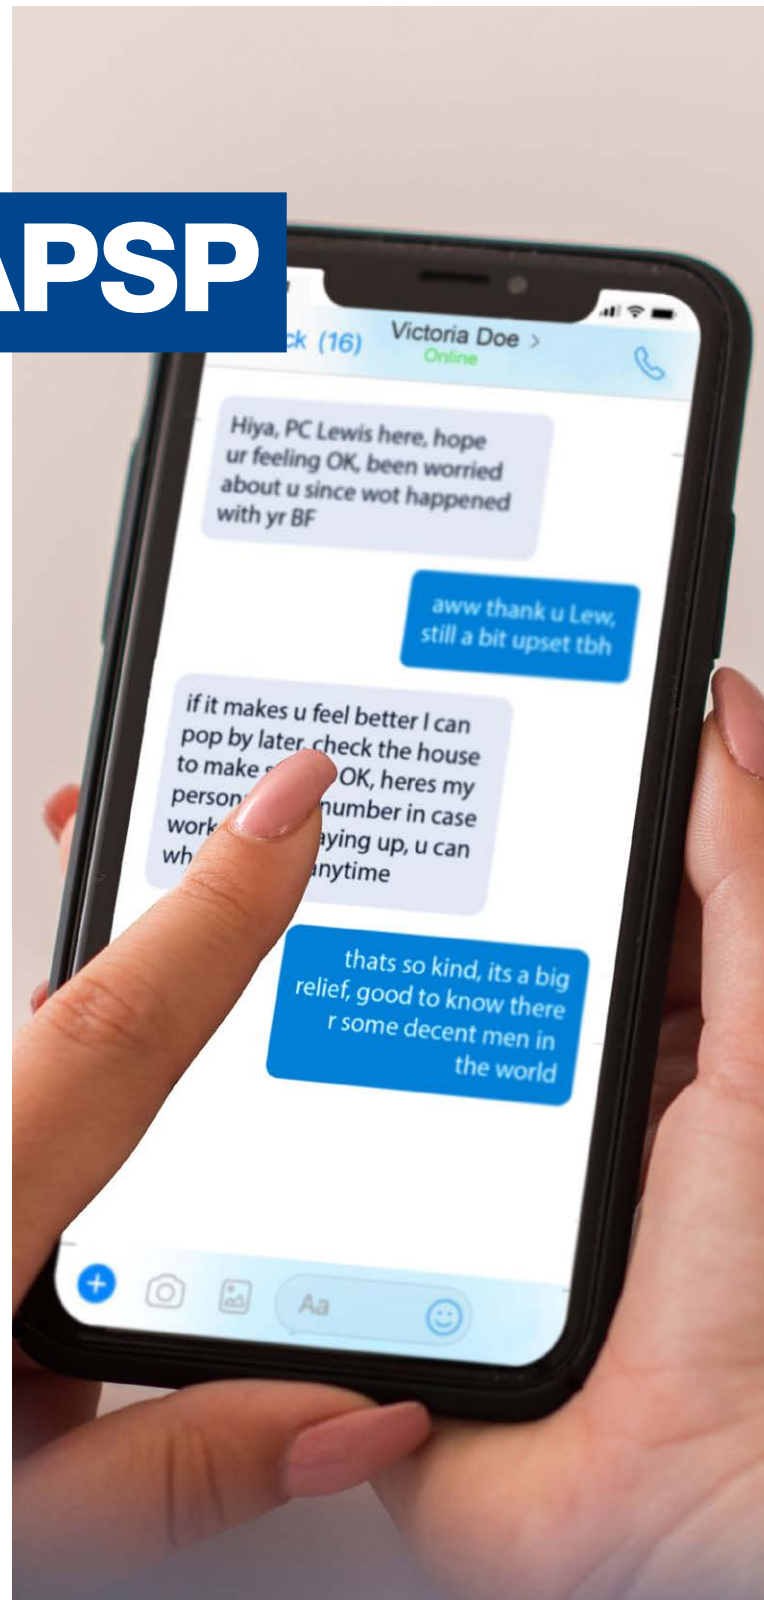 APSP
ck (16)
Victoria Doe >
Online
Hiya, PC Lewis here, hope
ur feeling OK, been worried
about u since wot happened
with yr BF
aww thank u Lew,
still a bit upset tbh
if it makes u feel better I can
pop by later, check the house
to make OK, heres my
person number in case
work aying up, u can
wh anytime
thats so kind, its a big
relief, good to know there
r some decent men in
the world
Aa